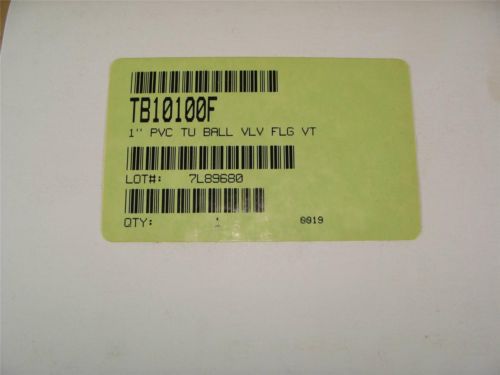 TB10100F
1" PVC TU BALL VLV FLG VT
LOT#: 7L89680
QTY: 1 0019